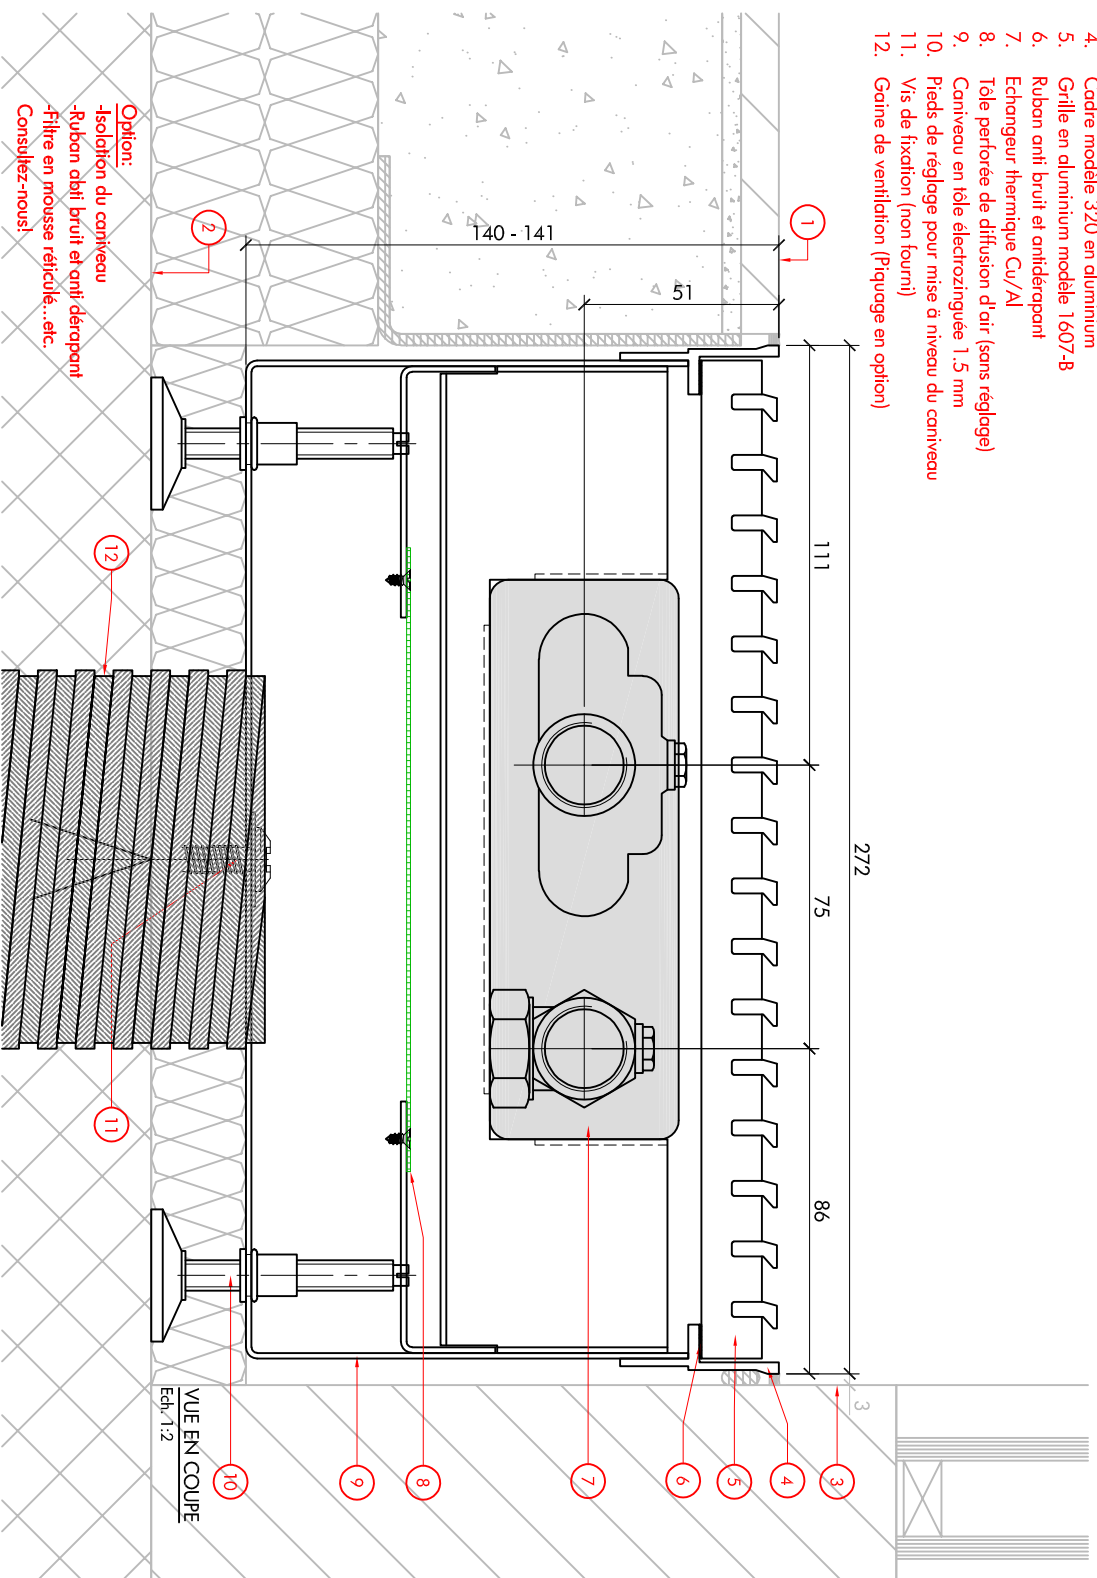 4. Cadre modèle 320 en aluminium
5. Grille en aluminium modèle 1607-B
6. Ruban anti bruit et antidérapant
7. Echangeur thermique Cu/Al
8. Tôle perforée de diffusion d'air (sans réglage)
9. Caniveau en tôle électrozinguée 1.5 mm
10. Pieds de réglage pour mise à niveau du caniveau
11. Vis de fixation (non fourni)
12. Gaine de ventilation (Piquage en option)
272
111
75
86
3
1
140 - 141
51
2
3
4
5
6
7
8
9
10
12
11
Option:
-Isolation du caniveau
-Ruban abti bruit et anti dérapant
-Filtre en mousse réticulé...etc.
Consultez-nous!
VUE EN COUPE
Ech. 1:2